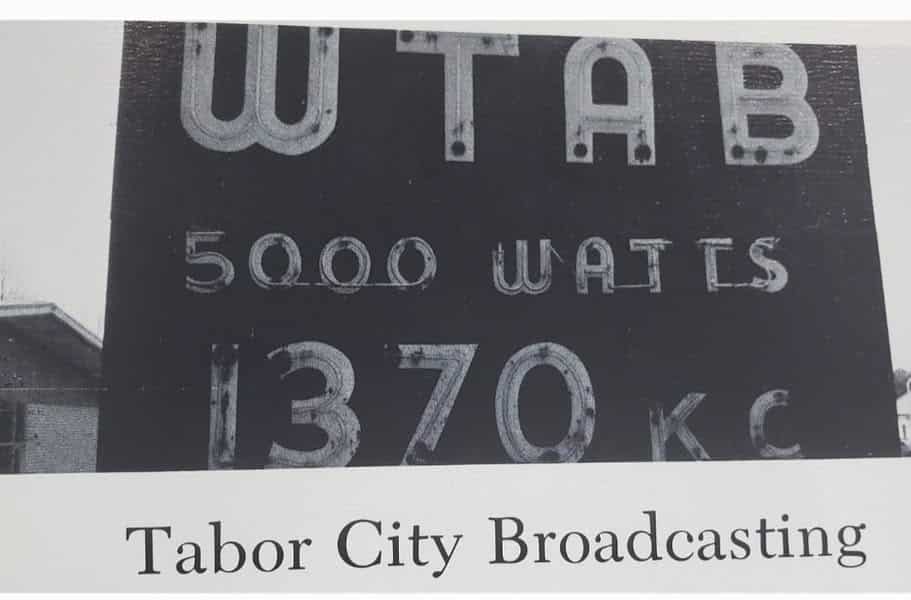 WTAB
5000 WATTS
1370 KC
Tabor City Broadcasting